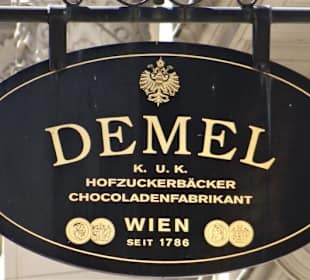 DEMEL
K. U. K.
HOFZUCKERBÄCKER
CHOCOLADENFABRIKANT
WIEN
SEIT 1786